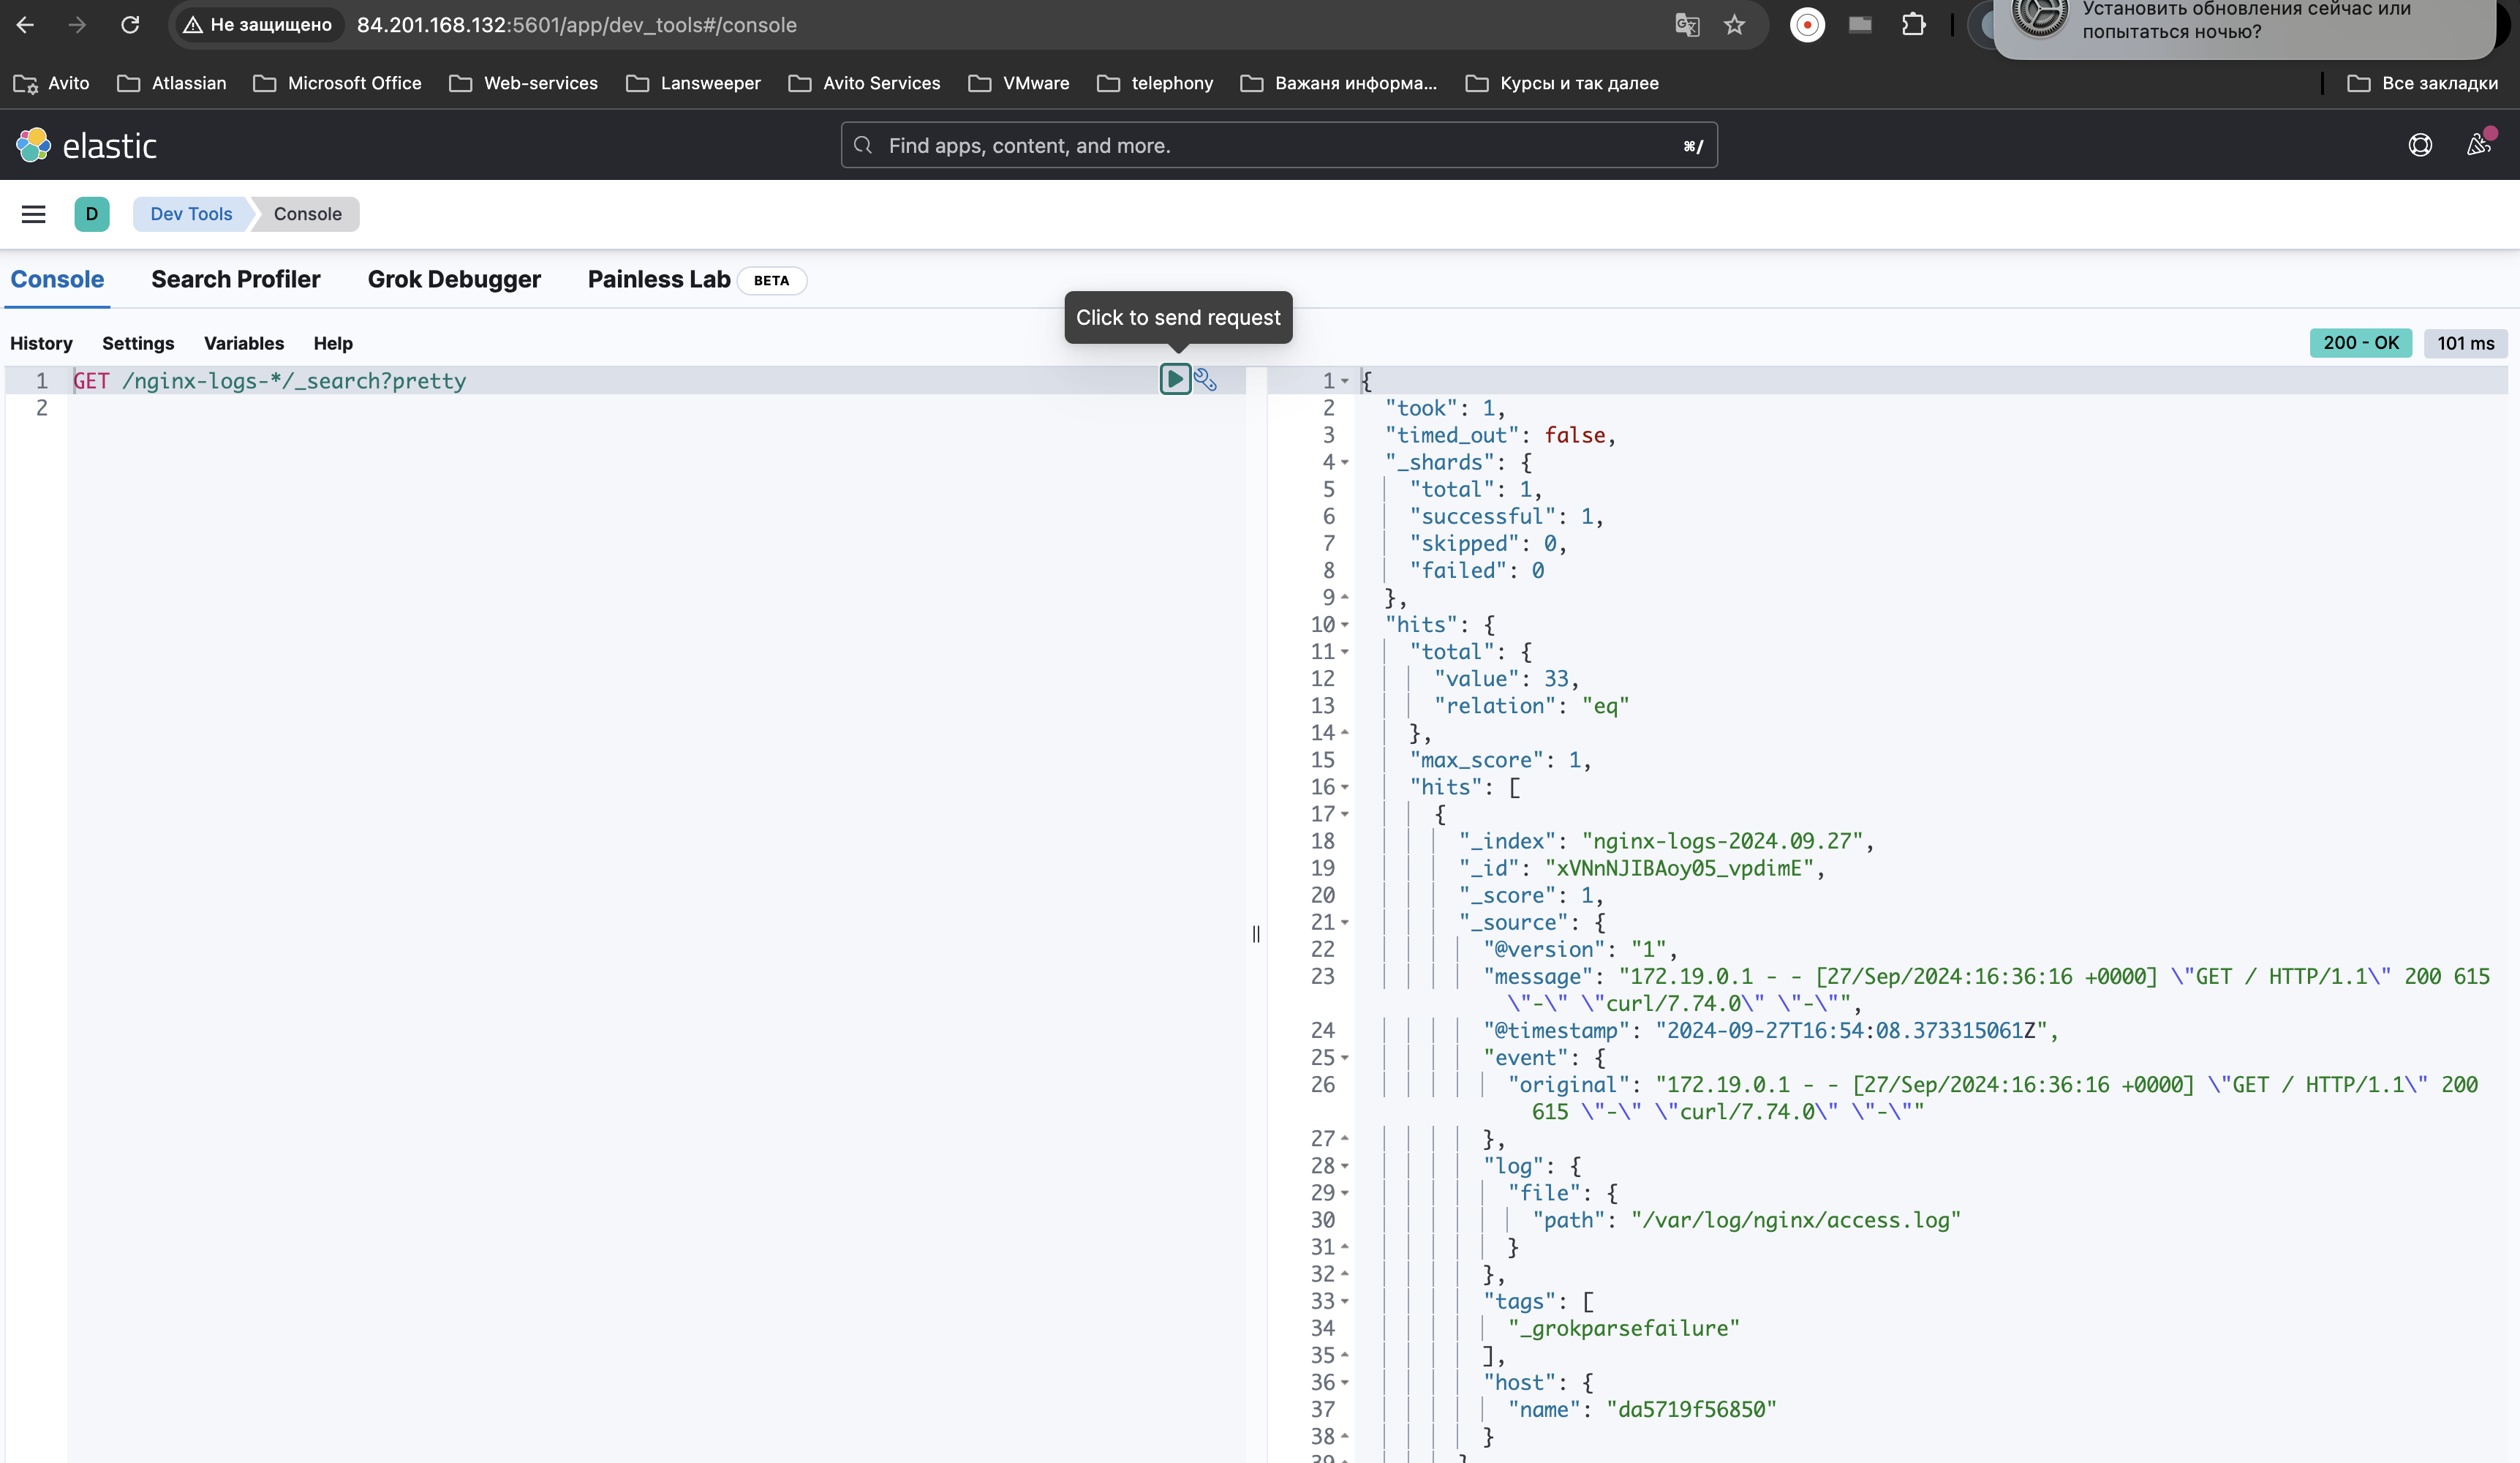 Не защищено 84.201.168.132:5601/app/dev_tools#/console
Установить обновления сейчас или
попытаться ночью?
Avito Atlassian Microsoft Office Web-services Lansweeper Avito Services VMware telephony Важаня информа... Курсы и так далее Все закладки
elastic Find apps, content, and more. ⌘/
D Dev Tools Console
Console Search Profiler Grok Debugger Painless Lab BETA
Click to send request
History Settings Variables Help 200 - OK 101 ms
1 GET /nginx-logs-*/_search?pretty
2
1 {
2 "took": 1,
3 "timed_out": false,
4 "_shards": {
5 "total": 1,
6 "successful": 1,
7 "skipped": 0,
8 "failed": 0
9 },
10 "hits": {
11 "total": {
12 "value": 33,
13 "relation": "eq"
14 },
15 "max_score": 1,
16 "hits": [
17 {
18 "_index": "nginx-logs-2024.09.27",
19 "_id": "xVNnNJIBAoy05_vpdimE",
20 "_score": 1,
21 "_source": {
22 "@version": "1",
23 "message": "172.19.0.1 - - [27/Sep/2024:16:36:16 +0000] \"GET / HTTP/1.1\" 200 615
\"-\" \"curl/7.74.0\" \"-\"",
24 "@timestamp": "2024-09-27T16:54:08.373315061Z",
25 "event": {
26 "original": "172.19.0.1 - - [27/Sep/2024:16:36:16 +0000] \"GET / HTTP/1.1\" 200
615 \"-\" \"curl/7.74.0\" \"-\""
27 },
28 "log": {
29 "file": {
30 "path": "/var/log/nginx/access.log"
31 }
32 },
33 "tags": [
34 "_grokparsefailure"
35 ],
36 "host": {
37 "name": "da5719f56850"
38 }
39 }